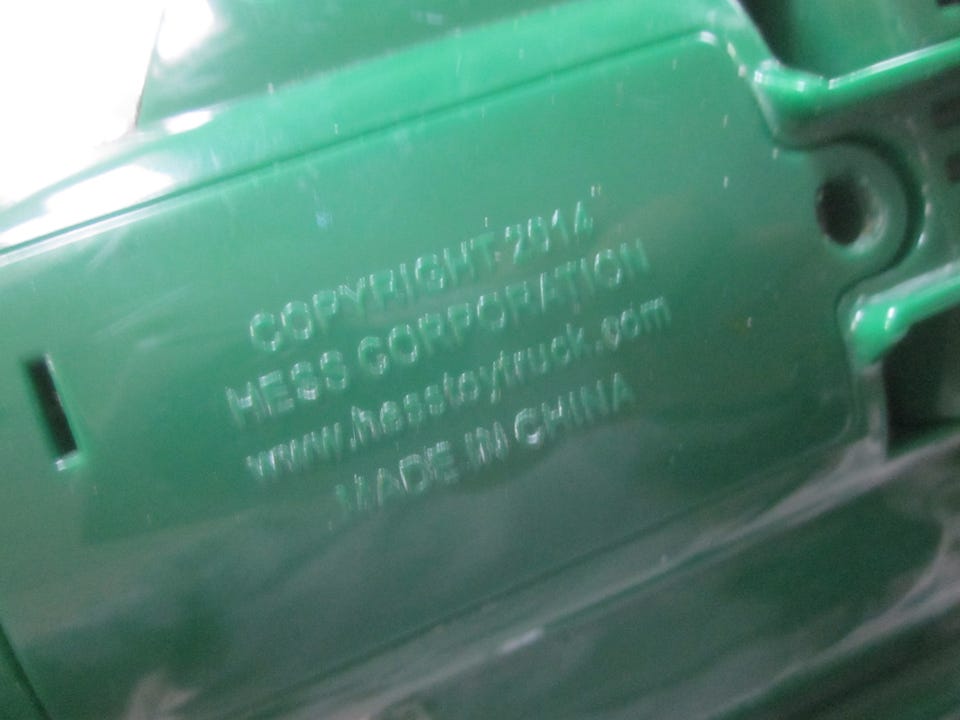 COPYRIGHT 2014
HESS CORPORATION
www.hesstoytruck.com
MADE IN CHINA